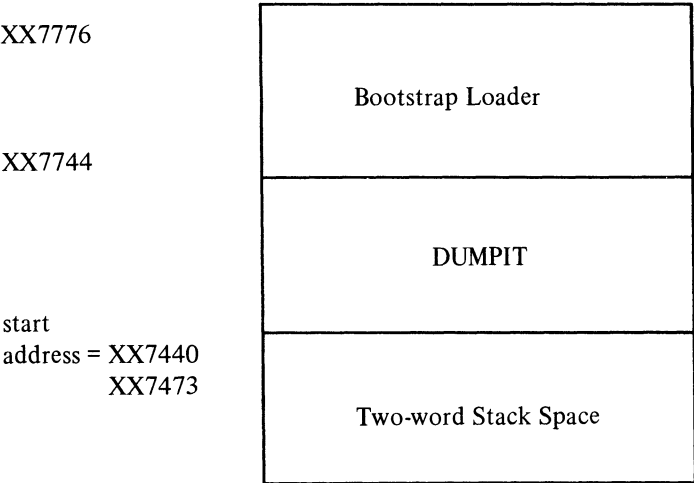 XX7776
Bootstrap Loader
XX7744
DUMPIT
start
address = XX7440
XX7473
Two-word Stack Space